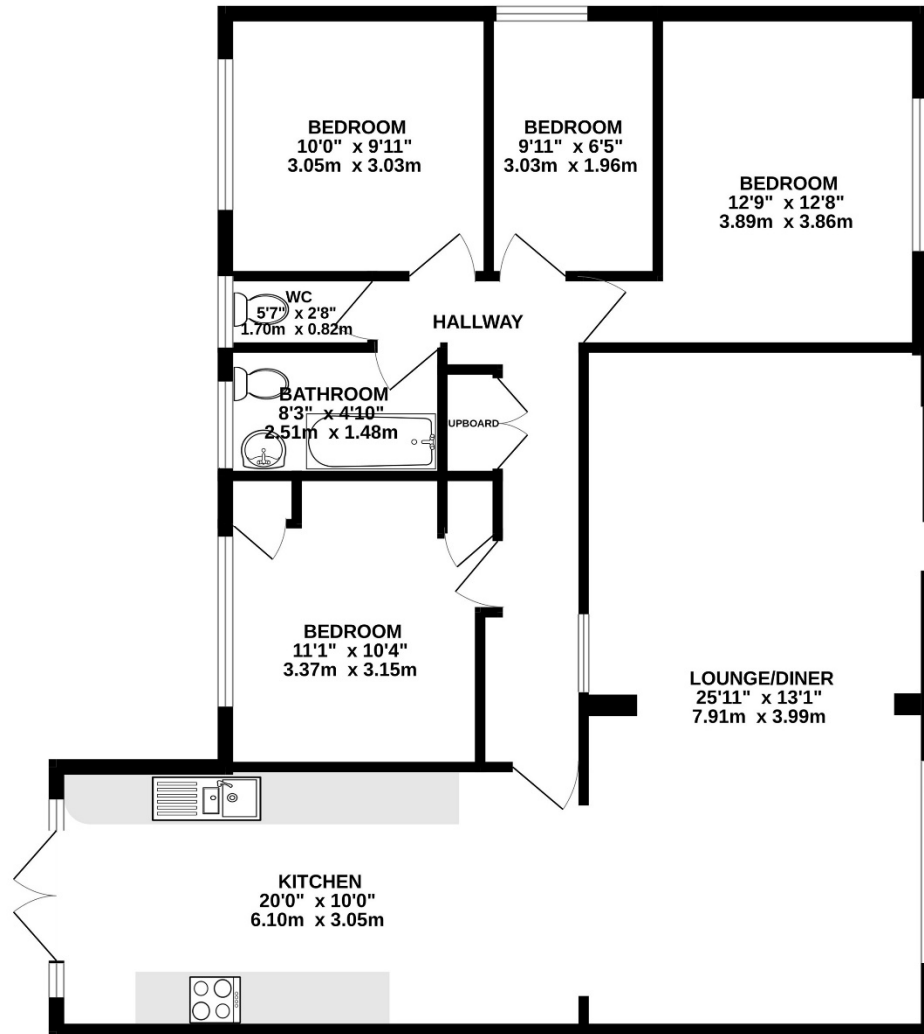 BEDROOM
10'0" x 9'11"
3.05m x 3.03m
BEDROOM
9'11" x 6'5"
3.03m x 1.96m
BEDROOM
12'9" x 12'8"
3.89m x 3.86m
WC
5'7" x 2'8"
1.70m x 0.82m
HALLWAY
BATHROOM
8'3" x 4'10"
2.51m x 1.48m
UPBOARD
BEDROOM
11'1" x 10'4"
3.37m x 3.15m
LOUNGE/DINER
25'11" x 13'1"
7.91m x 3.99m
KITCHEN
20'0" x 10'0"
6.10m x 3.05m